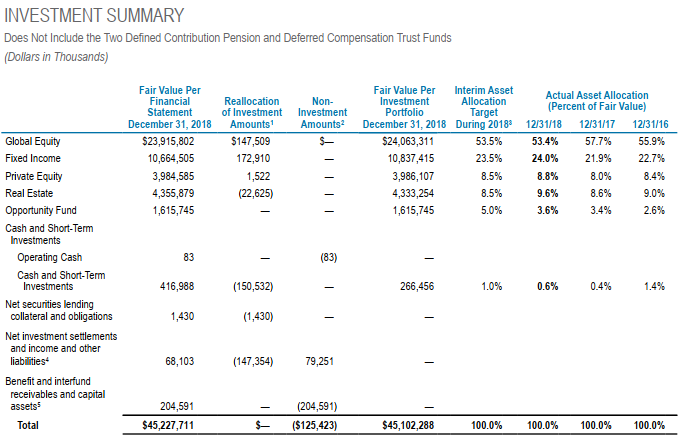 INVESTMENT SUMMARY
Does Not Include the Two Defined Contribution Pension and Deferred Compensation Trust Funds
(Dollars in Thousands)
Fair Value Per Financial Statement December 31, 2018 Reallocation of Investment Amounts¹ Non-Investment Amounts² Fair Value Per Investment Portfolio December 31, 2018 Interim Asset Allocation Target During 2018³ Actual Asset Allocation (Percent of Fair Value) 12/31/18 12/31/17 12/31/16
Global Equity $23,915,802 $147,509 $— $24,063,311 53.5% 53.4% 57.7% 55.9%
Fixed Income 10,664,505 172,910 — 10,837,415 23.5% 24.0% 21.9% 22.7%
Private Equity 3,984,585 1,522 — 3,986,107 8.5% 8.8% 8.0% 8.4%
Real Estate 4,355,879 (22,625) — 4,333,254 8.5% 9.6% 8.6% 9.0%
Opportunity Fund 1,615,745 — — 1,615,745 5.0% 3.6% 3.4% 2.6%
Cash and Short-Term
Investments
Operating Cash 83 — (83) —
Cash and Short-Term
Investments 416,988 (150,532) — 266,456 1.0% 0.6% 0.4% 1.4%
Net securities lending
collateral and obligations 1,430 (1,430) — —
Net investment settlements
and income and other
liabilities⁴ 68,103 (147,354) 79,251 —
Benefit and interfund
receivables and capital
assets⁵ 204,591 — (204,591) —
Total $45,227,711 $— ($125,423) $45,102,288 100.0% 100.0% 100.0% 100.0%